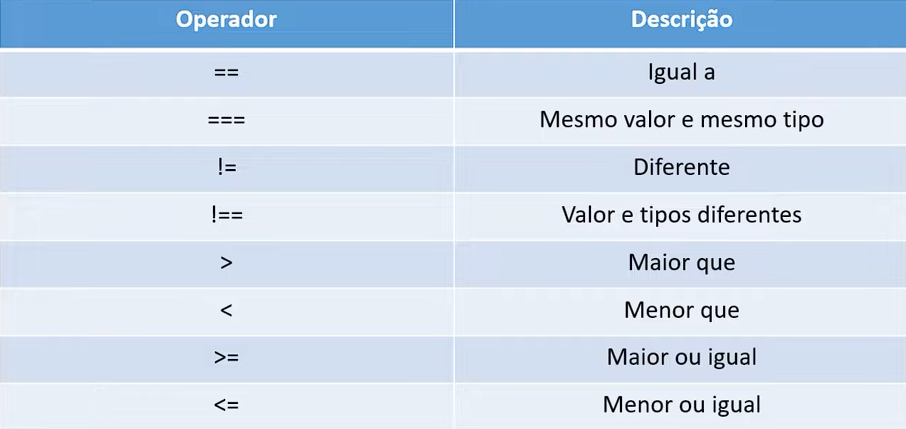 Operador Descrição
== Igual a
=== Mesmo valor e mesmo tipo
!= Diferente
!== Valor e tipos diferentes
> Maior que
< Menor que
>= Maior ou igual
<= Menor ou igual